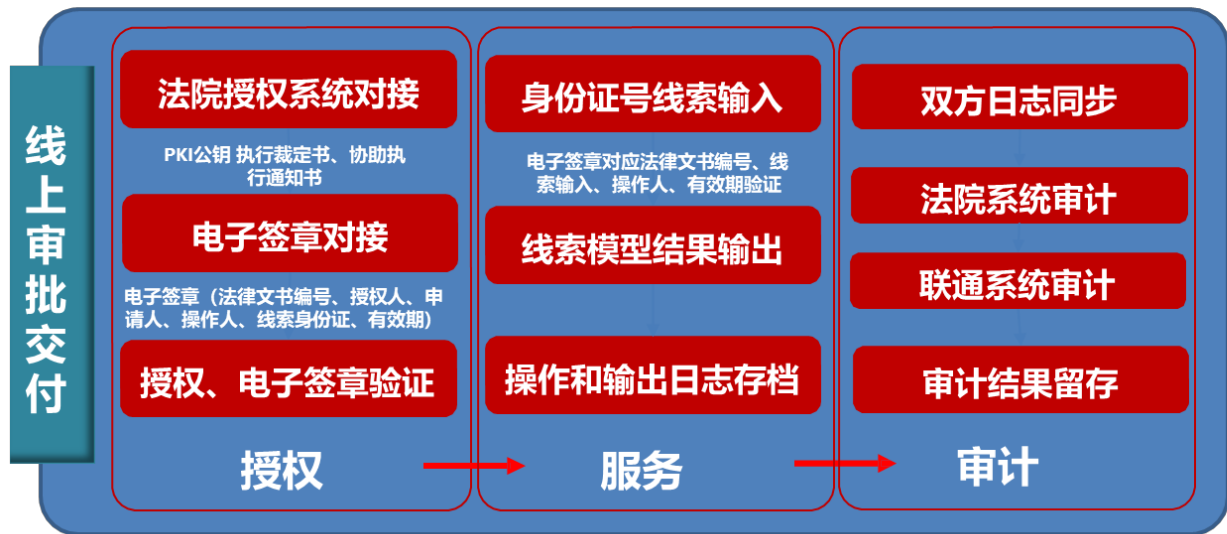 线上审批交付
法院授权系统对接
PKI公钥 执行裁定书、协助执
行通知书
电子签章对接
电子签章（法律文书编号、授权人、申
请人、操作人、线索身份证、有效期）
授权、电子签章验证
授权
身份证号线索输入
电子签章对应法律文书编号、线
索输入、操作人、有效期验证
线索模型结果输出
操作和输出日志存档
服务
双方日志同步
法院系统审计
联通系统审计
审计结果留存
审计